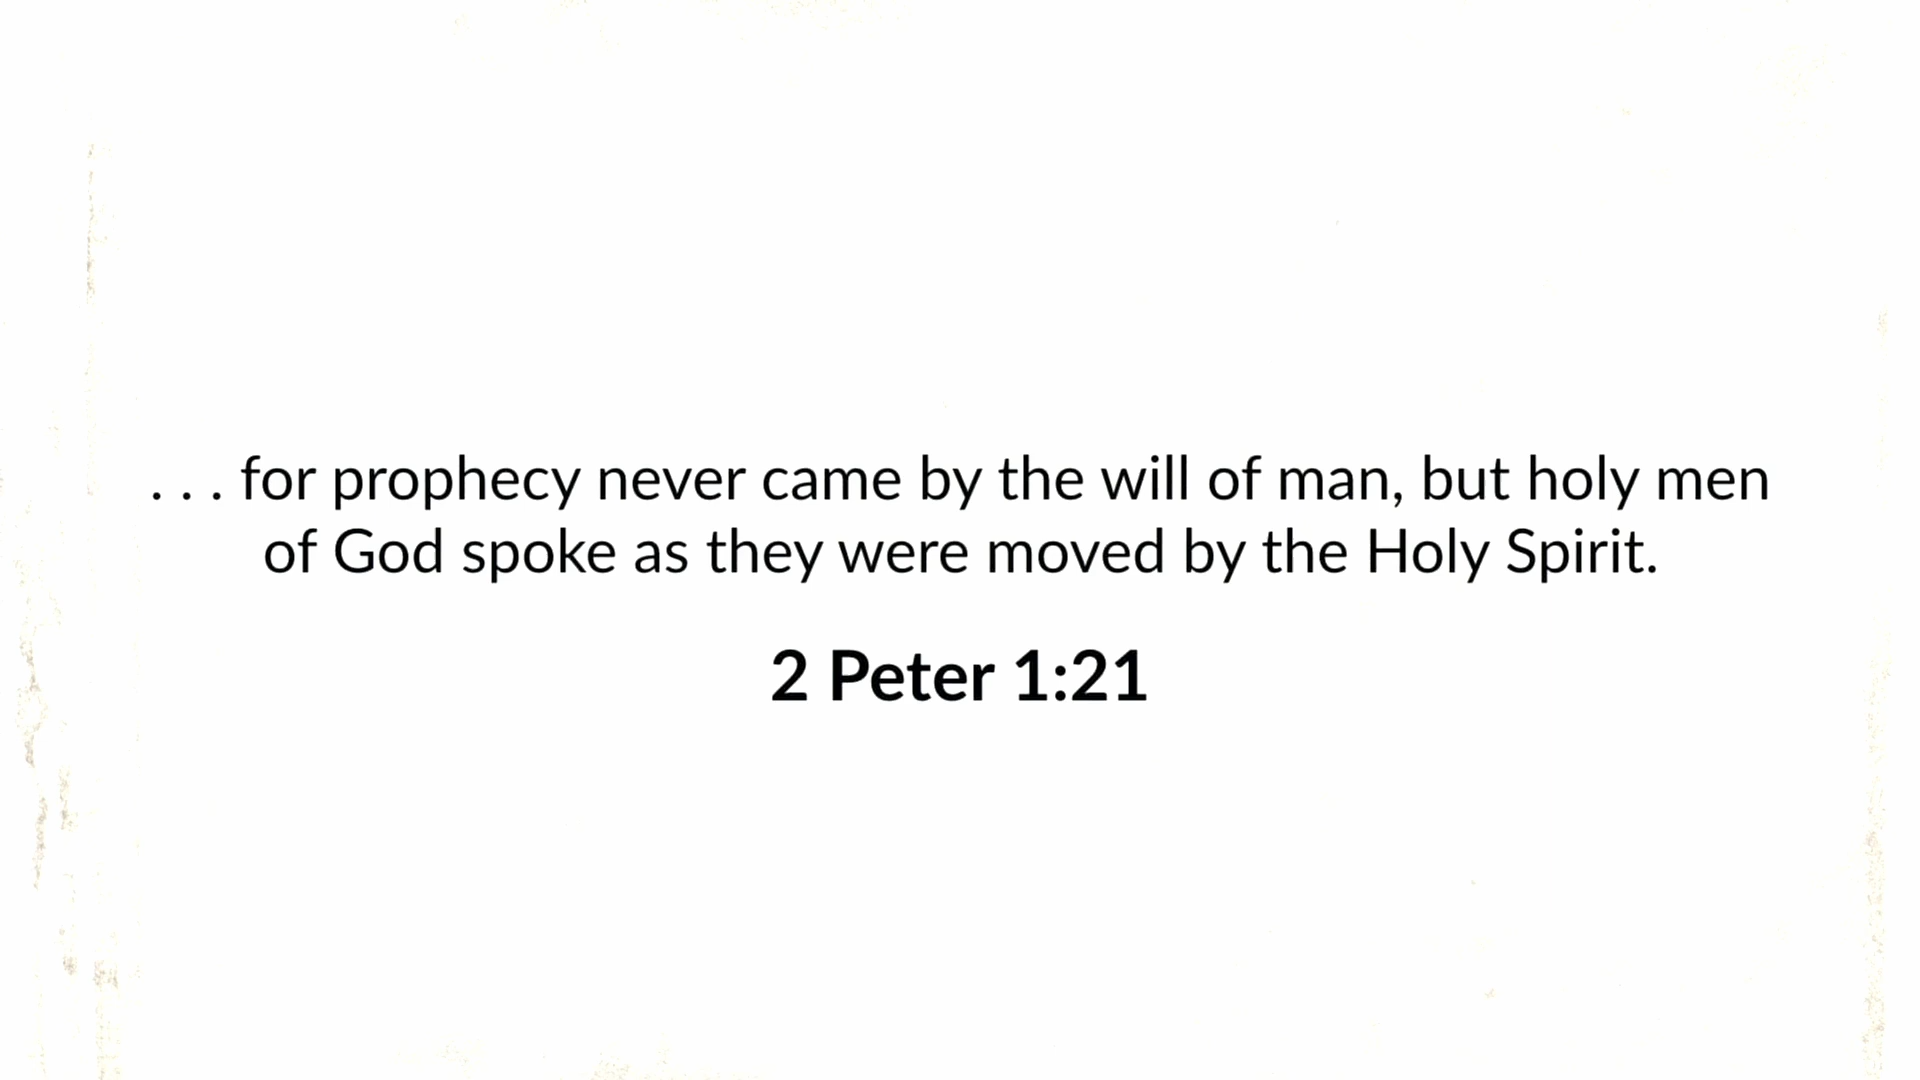 . . . for prophecy never came by the will of man, but holy men
of God spoke as they were moved by the Holy Spirit.
2 Peter 1:21